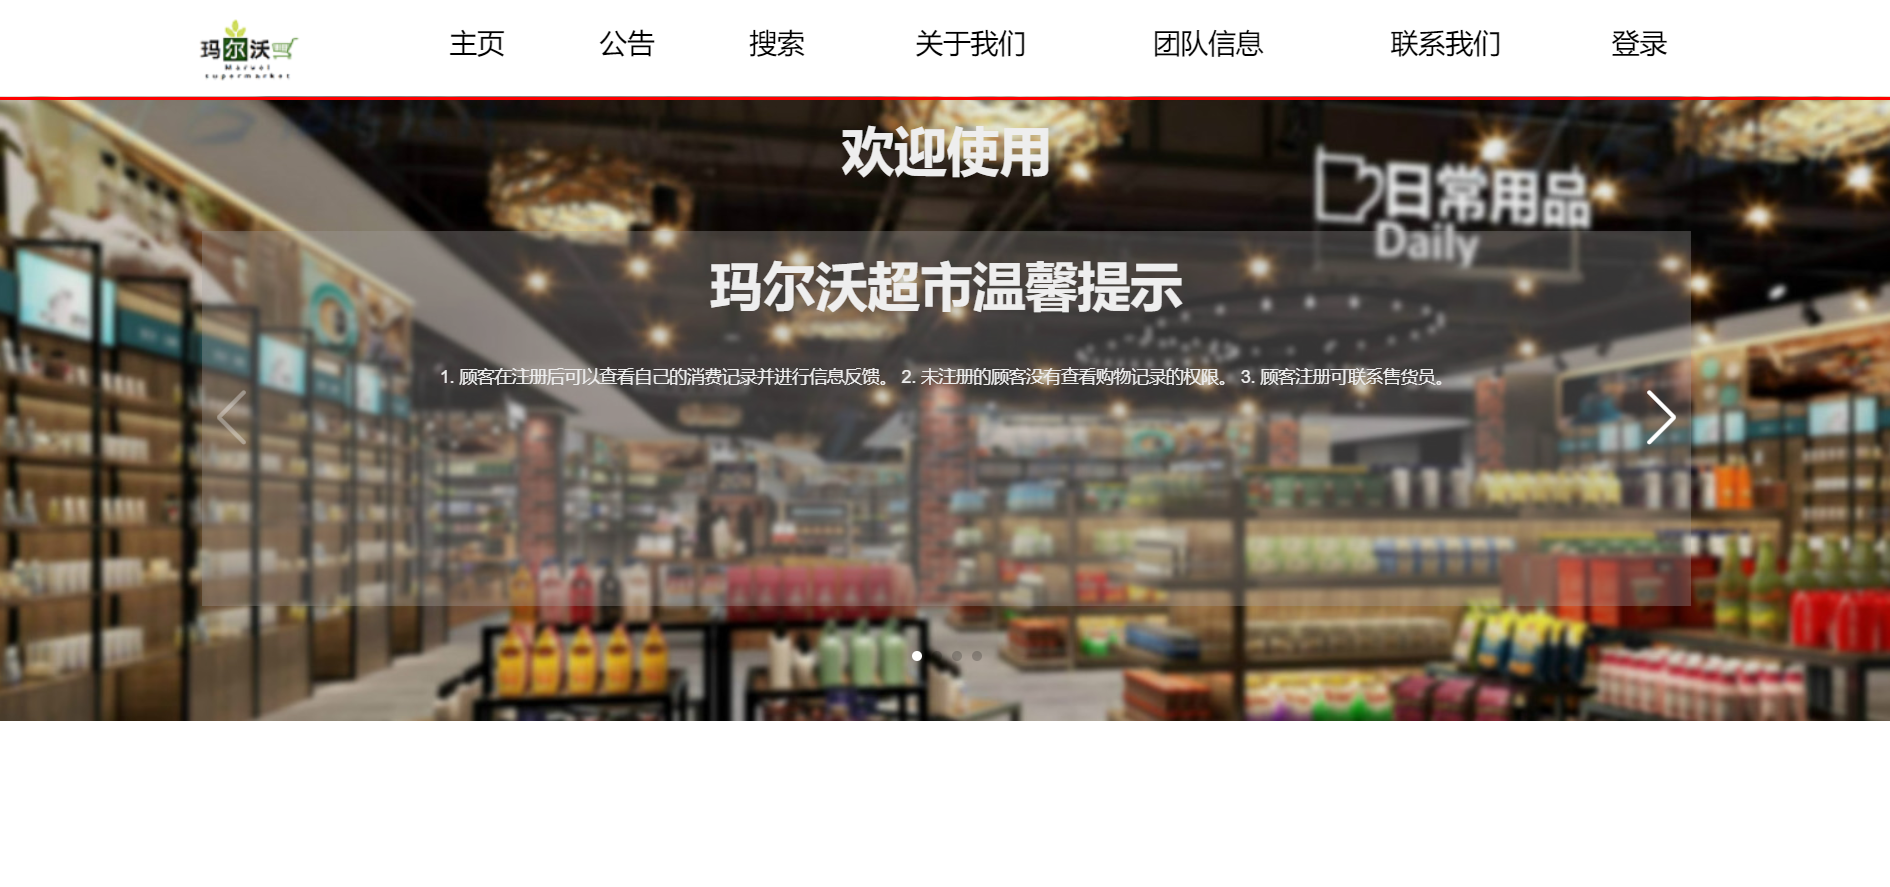 玛尔沃
Marwol
supermarket
主页
公告
搜索
关于我们
团队信息
联系我们
登录
欢迎使用
日常用品
Daily
玛尔沃超市温馨提示
1. 顾客在注册后可以查看自己的消费记录并进行信息反馈。 2. 未注册的顾客没有查看购物记录的权限。 3. 顾客注册可联系售货员。